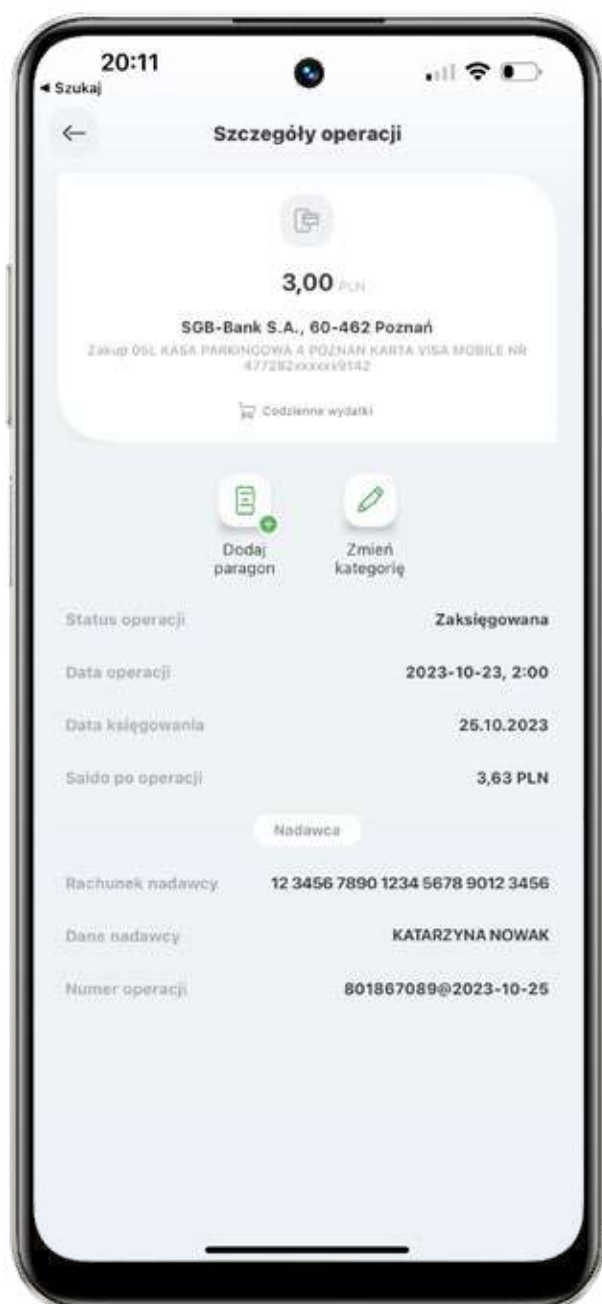 20:11
◀ Szukaj
Szczegóły operacji
3,00 PLN
SGB-Bank S.A., 60-462 Poznań
Zakup 05L KASA PARKINGOWA 4 POZNAN KARTA VISA MOBILE NR
477282xxxxxx9142
Codzienne wydatki
Dodaj
paragon
Zmień
kategorię
Status operacji Zaksięgowana
Data operacji 2023-10-23, 2:00
Data księgowania 25.10.2023
Saldo po operacji 3,63 PLN
Nadawca
Rachunek nadawcy 12 3456 7890 1234 5678 9012 3456
Dane nadawcy KATARZYNA NOWAK
Numer operacji 801867089@2023-10-25